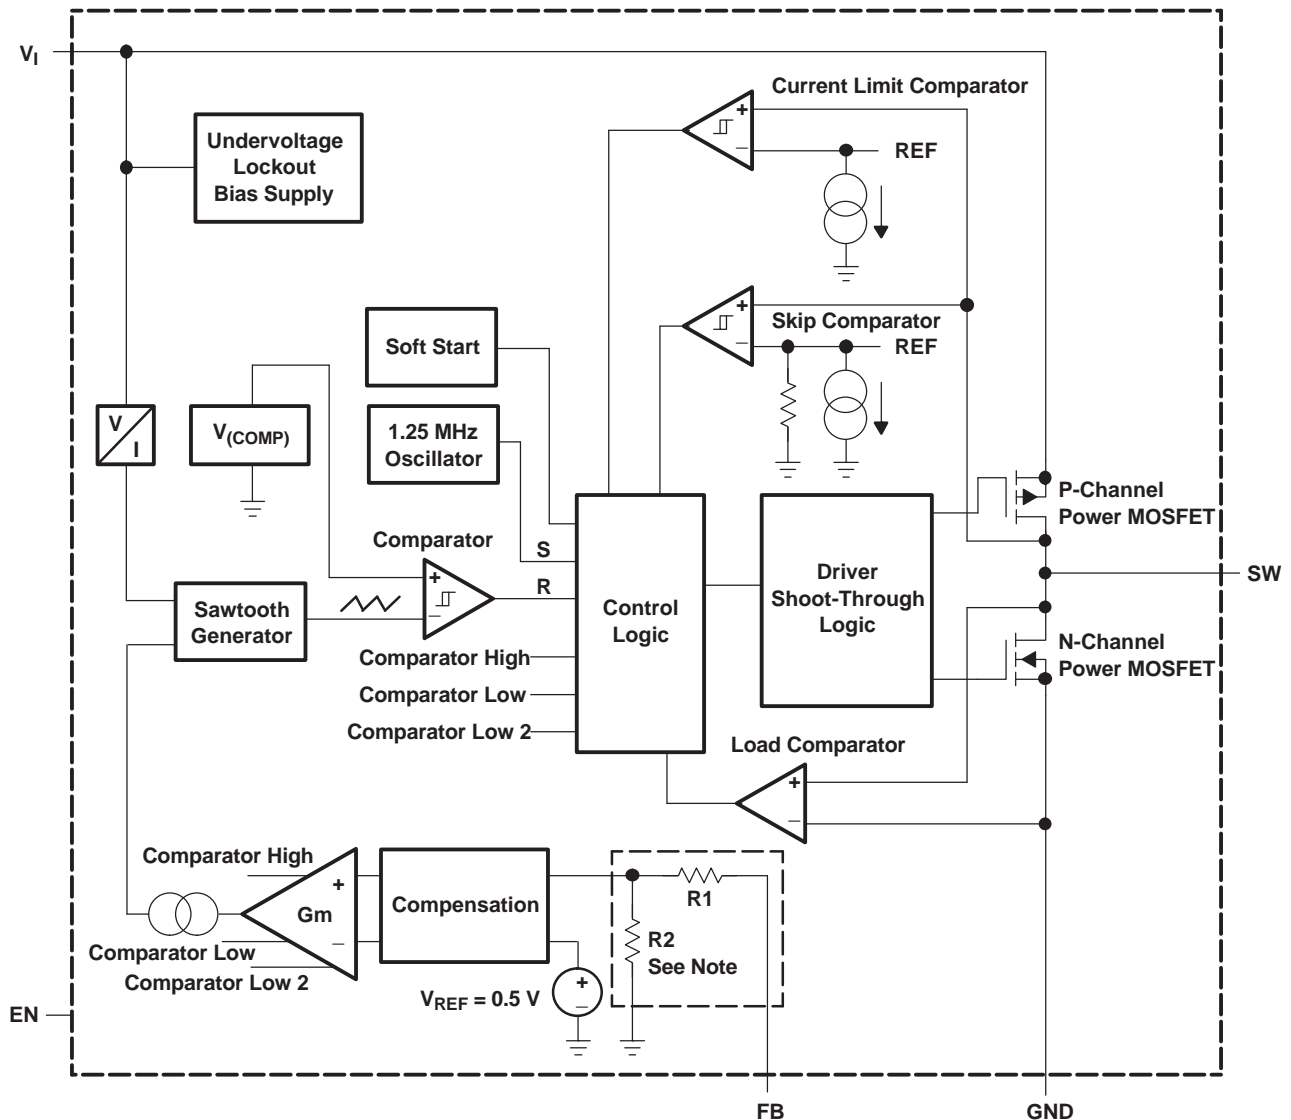 V_I
Current Limit Comparator
+
−
REF
Undervoltage
Lockout
Bias Supply
Soft Start
+
−
Skip Comparator
REF
V
I
V(COMP)
1.25 MHz
Oscillator
P-Channel
Power MOSFET
Comparator
+
−
S
R
SW
Sawtooth
Generator
Control
Logic
Driver
Shoot-Through
Logic
N-Channel
Power MOSFET
Comparator High
Comparator Low
Comparator Low 2
Load Comparator
+
−
Comparator High
+
Gm
−
Comparator Low
Comparator Low 2
Compensation
R1
R2
See Note
VREF = 0.5 V
+
−
EN
FB
GND